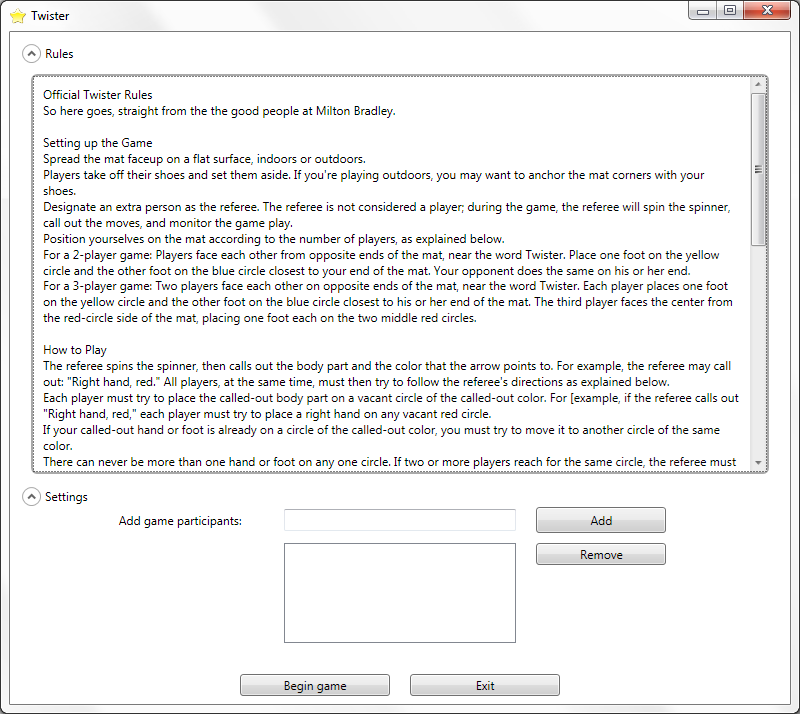 Twister
Rules
Official Twister Rules
So here goes, straight from the the good people at Milton Bradley.
Setting up the Game
Spread the mat faceup on a flat surface, indoors or outdoors.
Players take off their shoes and set them aside. If you're playing outdoors, you may want to anchor the mat corners with your
shoes.
Designate an extra person as the referee. The referee is not considered a player; during the game, the referee will spin the spinner,
call out the moves, and monitor the game play.
Position yourselves on the mat according to the number of players, as explained below.
For a 2-player game: Players face each other from opposite ends of the mat, near the word Twister. Place one foot on the yellow
circle and the other foot on the blue circle closest to your end of the mat. Your opponent does the same on his or her end.
For a 3-player game: Two players face each other on opposite ends of the mat, near the word Twister. Each player places one foot
on the yellow circle and the other foot on the blue circle closest to his or her end of the mat. The third player faces the center from
the red-circle side of the mat, placing one foot each on the two middle red circles.
How to Play
The referee spins the spinner, then calls out the body part and the color that the arrow points to. For example, the referee may call
out: "Right hand, red." All players, at the same time, must then try to follow the referee's directions as explained below.
Each player must try to place the called-out body part on a vacant circle of the called-out color. For [example, if the referee calls out
"Right hand, red," each player must try to place a right hand on any vacant red circle.
If your called-out hand or foot is already on a circle of the called-out color, you must try to move it to another circle of the same
color.
There can never be more than one hand or foot on any one circle. If two or more players reach for the same circle, the referee must
Settings
Add game participants:
Add
Remove
Begin game
Exit